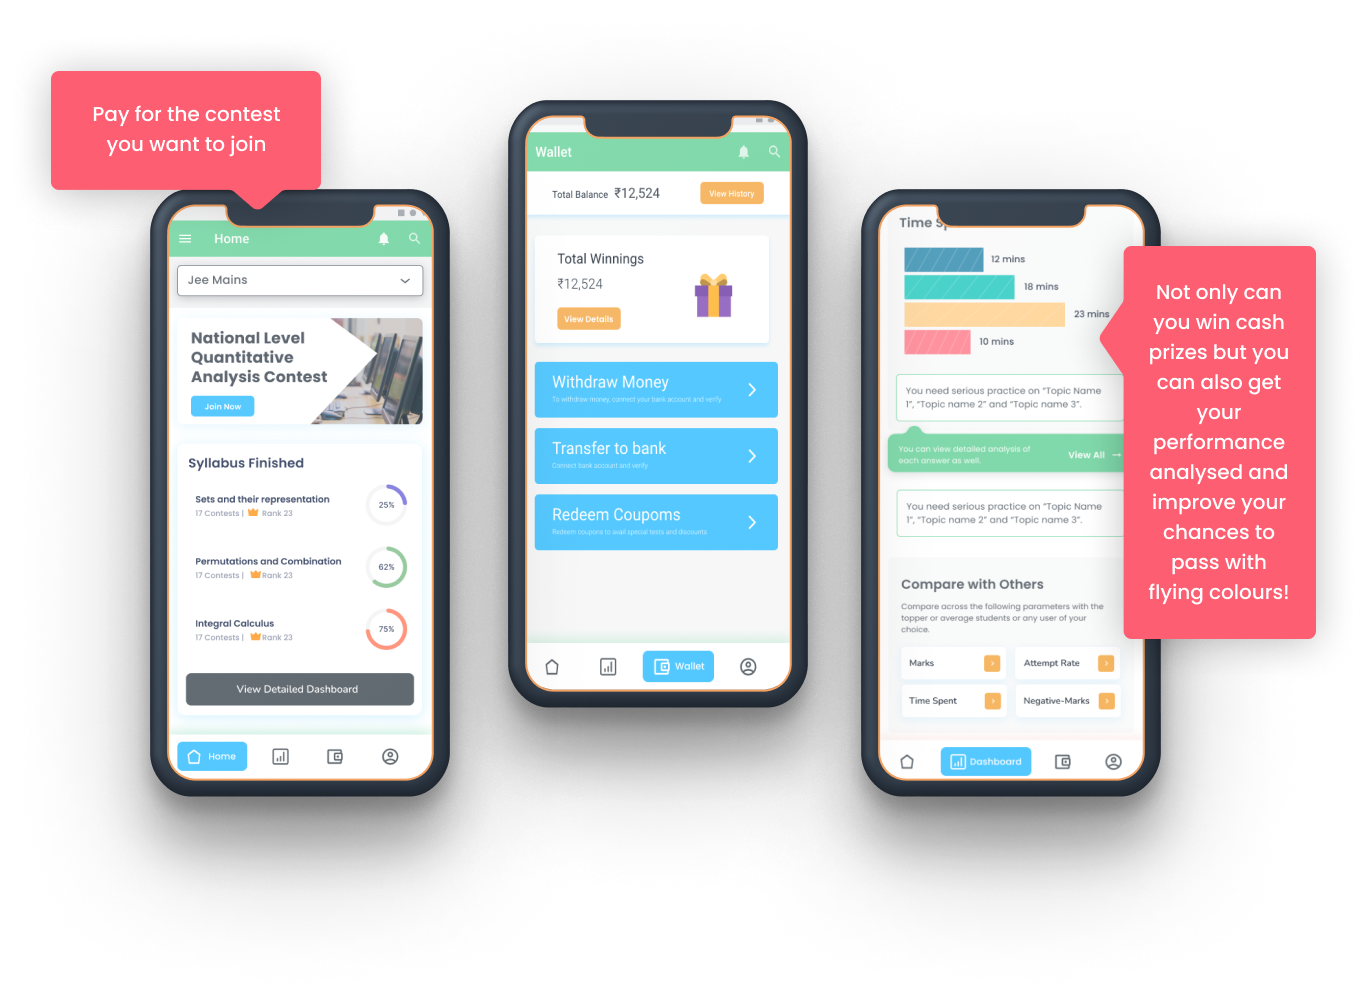 Pay for the contest
you want to join
Home
Jee Mains
National Level
Quantitative
Analysis Contest
Join Now
Syllabus Finished
Sets and their representation
17 Contests | Rank 23
25%
Permutations and Combination
17 Contests | Rank 23
62%
Integral Calculus
17 Contests | Rank 23
75%
View Detailed Dashboard
Home
Wallet
Total Balance ₹12,524
View History
Total Winnings
₹12,524
View Details
Withdraw Money
To withdraw money, connect your bank account and verify
Transfer to bank
Connect bank account and verify
Redeem Coupoms
Redeem coupons to avail special tests and discounts
Wallet
Time Sp
12 mins
18 mins
23 mins
10 mins
You need serious practice on “Topic Name
1”, “Topic name 2” and “Topic name 3”.
You can view detailed analysis of
each answer as well.
View All →
You need serious practice on “Topic Name
1”, “Topic name 2” and “Topic name 3”.
Compare with Others
Compare across the following parameters with the
topper or average students or any user of your
choice.
Marks
Attempt Rate
Time Spent
Negative-Marks
Dashboard
Not only can
you win cash
prizes but you
can also get
your
performance
analysed and
improve your
chances to
pass with
flying colours!